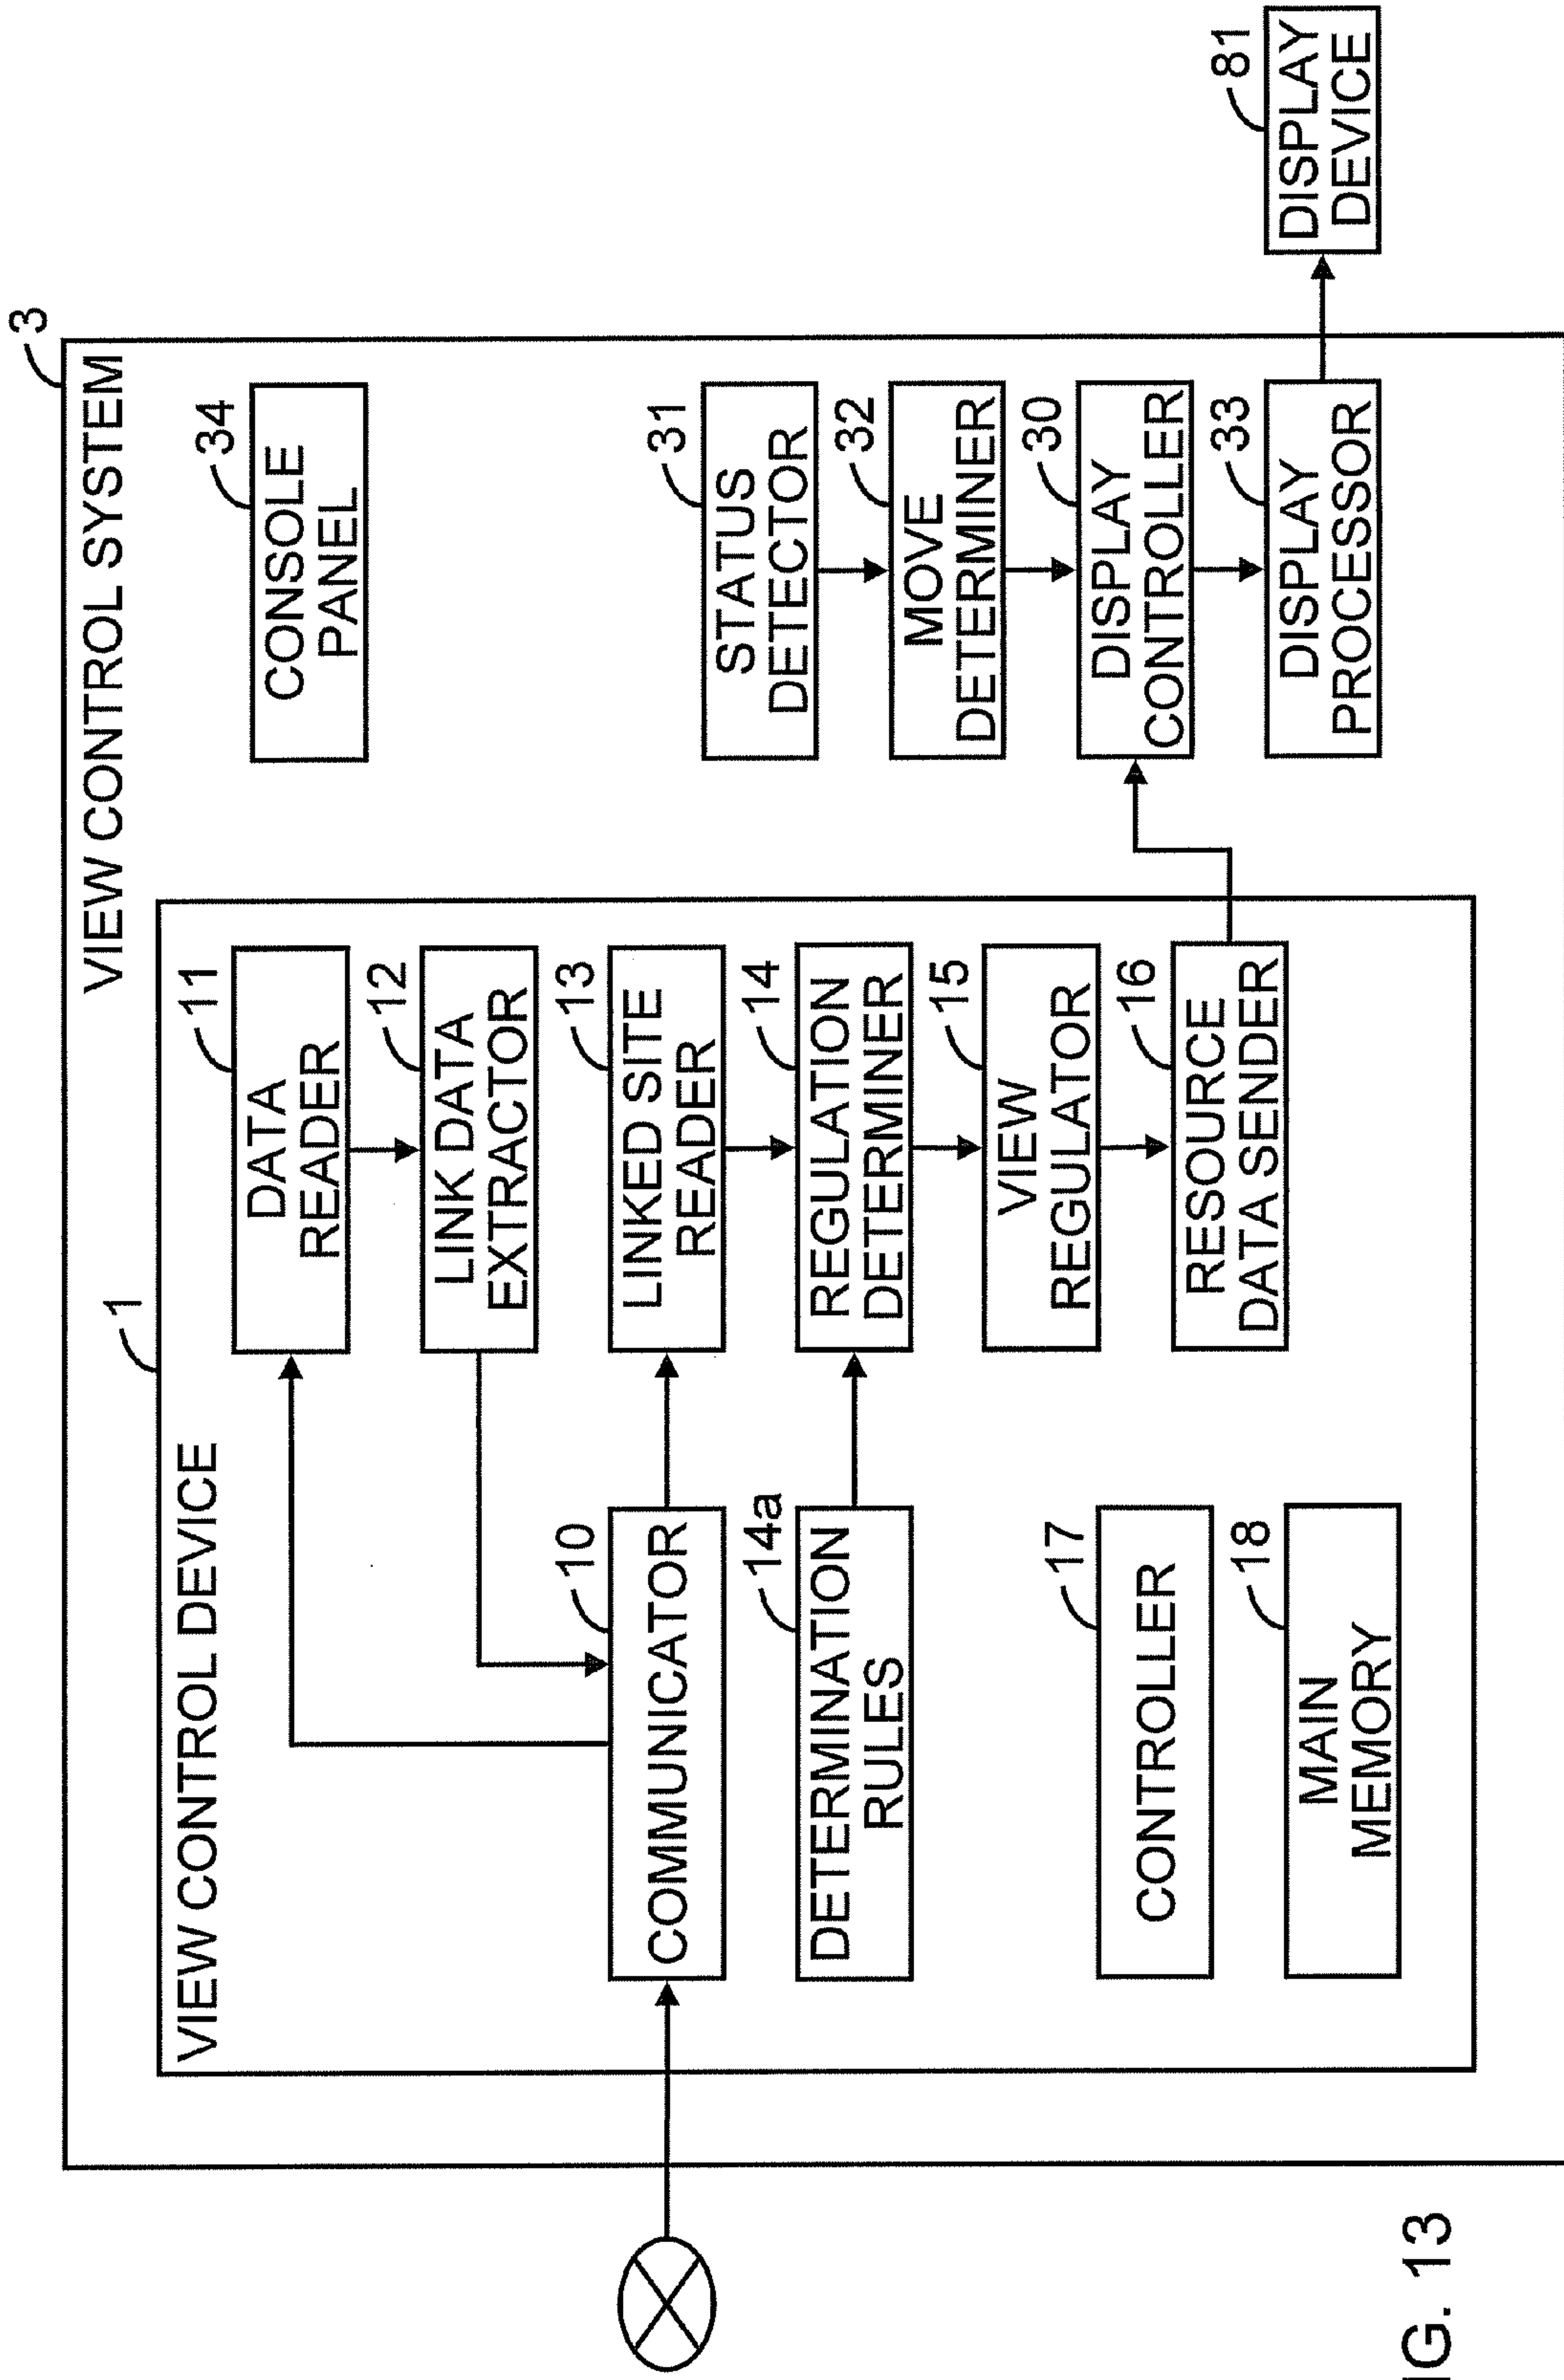 3
VIEW CONTROL SYSTEM
1
VIEW CONTROL DEVICE
11
DATA
READER
12
LINK DATA
EXTRACTOR
10
COMMUNICATOR
13
LINKED SITE
READER
14a
DETERMINATION
RULES
14
REGULATION
DETERMINER
15
VIEW
REGULATOR
16
RESOURCE
DATA SENDER
17
CONTROLLER
18
MAIN
MEMORY
34
CONSOLE
PANEL
31
STATUS
DETECTOR
32
MOVE
DETERMINER
30
DISPLAY
CONTROLLER
33
DISPLAY
PROCESSOR
81
DISPLAY
DEVICE
IG. 13